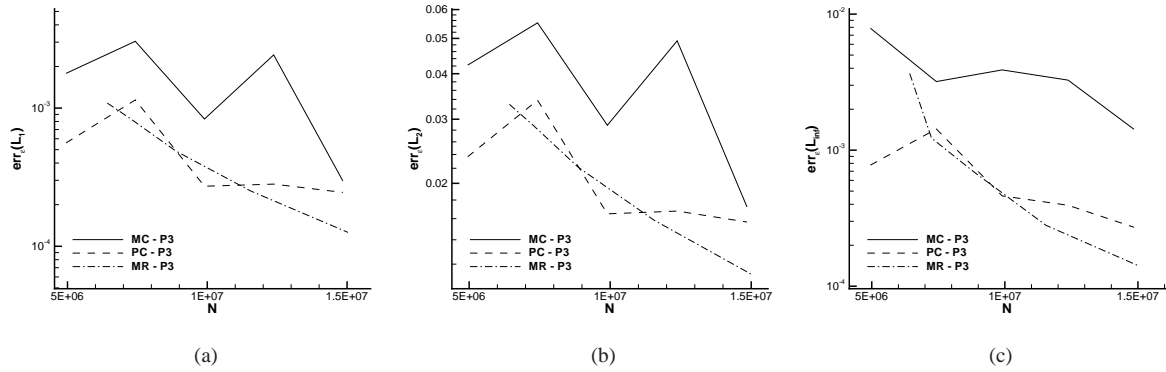 err_ε(L_1)
10^-3
10^-4
5E+06
1E+07
1.5E+07
N
MC - P3
PC - P3
MR - P3
(a)
err_ε(L_2)
0.06
0.05
0.04
0.03
0.02
5E+06
1E+07
1.5E+07
N
MC - P3
PC - P3
MR - P3
(b)
err_ε(L_inf)
10^-2
10^-3
10^-4
5E+06
1E+07
1.5E+07
N
MC - P3
PC - P3
MR - P3
(c)